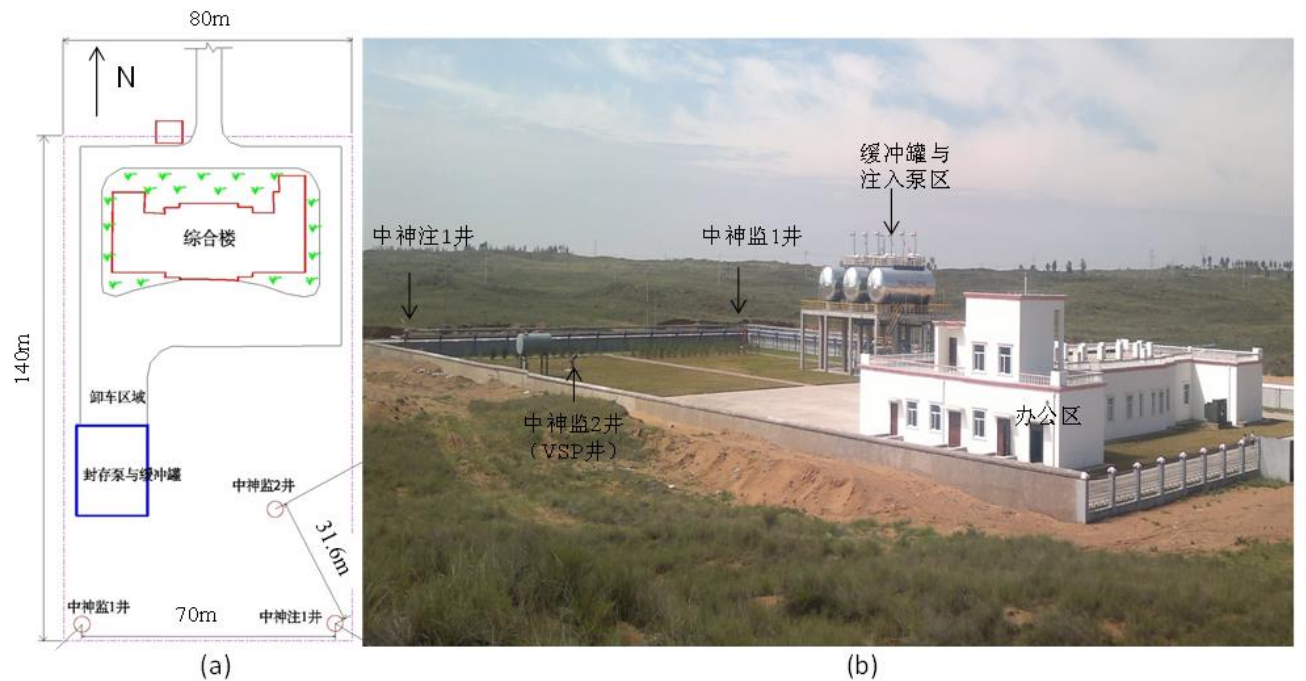 80m
N
综合楼
140m
卸车区域
封存泵与缓冲罐
中神监2井
31.6m
中神监1井
70m
中神注1井
(a)
缓冲罐与
注入泵区
中神注1井
中神监1井
中神监2井
(VSP井)
办公区
(b)